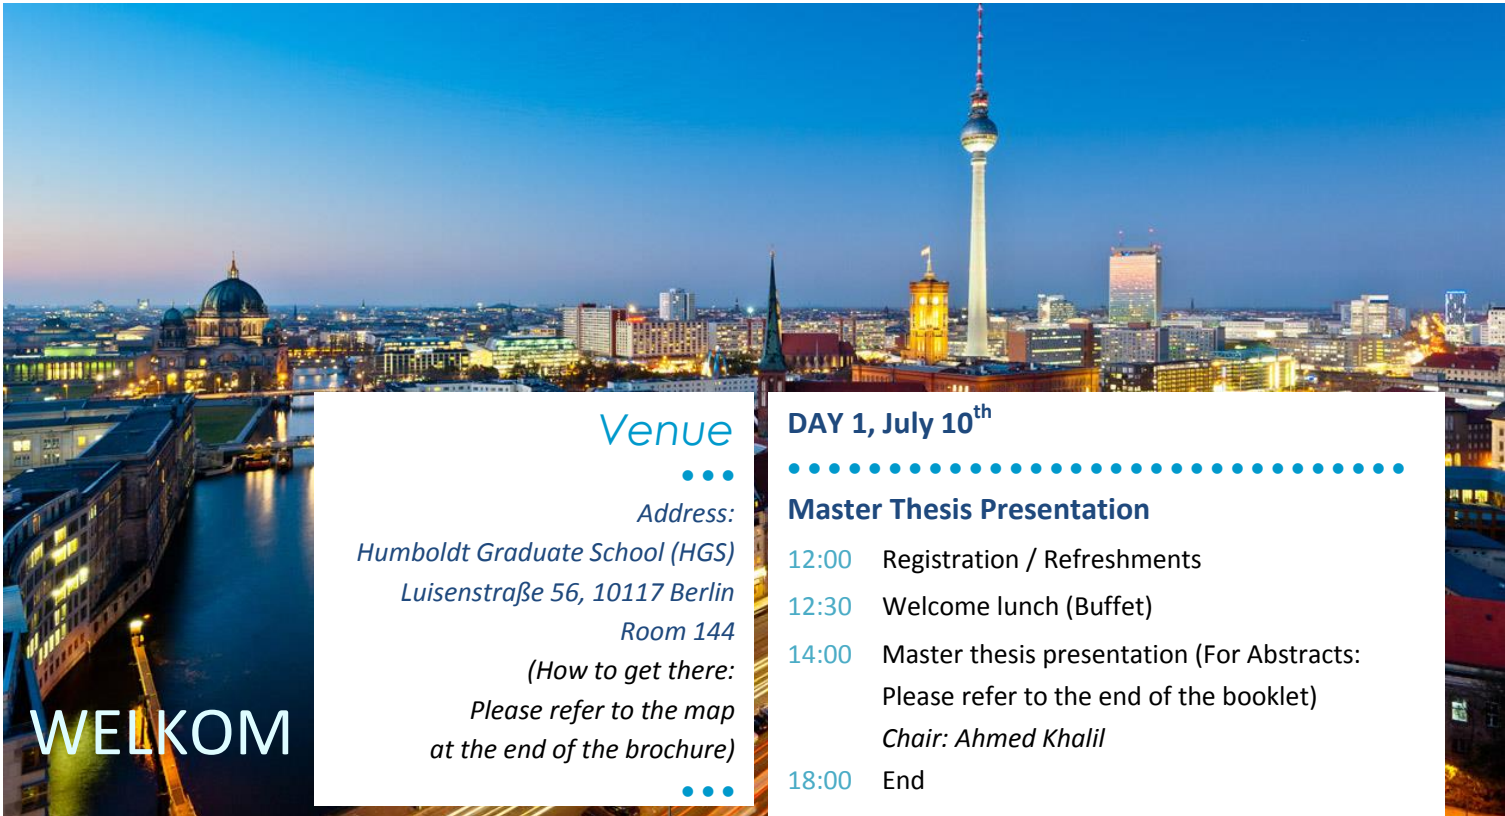 WELKOM
Venue
Address:
Humboldt Graduate School (HGS)
Luisenstraße 56, 10117 Berlin
Room 144
(How to get there:
Please refer to the map
at the end of the brochure)
DAY 1, July 10th
Master Thesis Presentation
12:00 Registration / Refreshments
12:30 Welcome lunch (Buffet)
14:00 Master thesis presentation (For Abstracts:
Please refer to the end of the booklet)
Chair: Ahmed Khalil
18:00 End